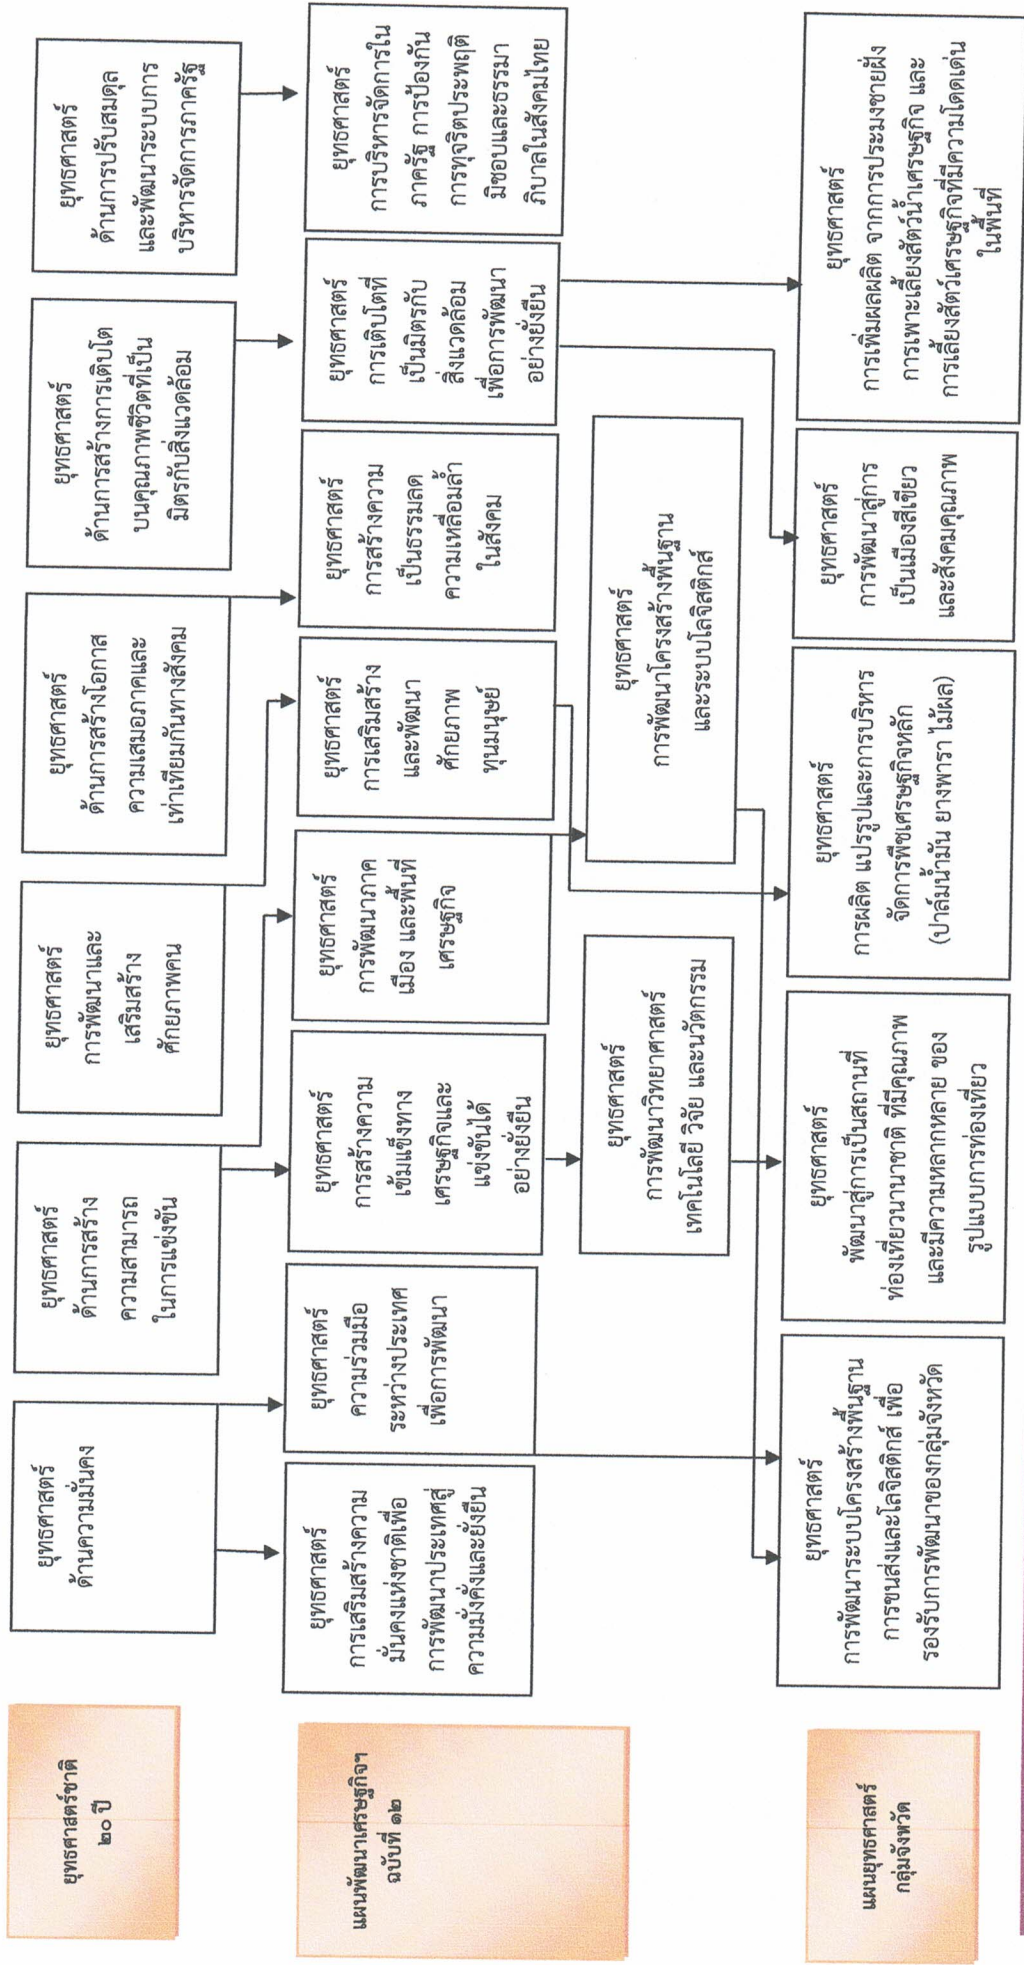 ยุทธศาสตร์ชาติ
๒๐ ปี
ยุทธศาสตร์
ด้านความมั่นคง
ยุทธศาสตร์
ด้านการสร้าง
ความสามารถ
ในการแข่งขัน
ยุทธศาสตร์
การพัฒนาและ
เสริมสร้าง
ศักยภาพคน
ยุทธศาสตร์
ด้านการสร้างโอกาส
ความเสมอภาคและ
เท่าเทียมกันทางสังคม
ยุทธศาสตร์
ด้านการสร้างการเติบโต
บนคุณภาพชีวิตที่เป็น
มิตรกับสิ่งแวดล้อม
ยุทธศาสตร์
ด้านการปรับสมดุล
และพัฒนาระบบการ
บริหารจัดการภาครัฐ
แผนพัฒนาเศรษฐกิจฯ
ฉบับที่ ๑๒
ยุทธศาสตร์
การเสริมสร้างความ
มั่นคงแห่งชาติเพื่อ
การพัฒนาประเทศสู่
ความมั่งคั่งและยั่งยืน
ยุทธศาสตร์
ความร่วมมือ
ระหว่างประเทศ
เพื่อการพัฒนา
ยุทธศาสตร์
การสร้างความ
เข้มแข็งทาง
เศรษฐกิจและ
แข่งขันได้
อย่างยั่งยืน
ยุทธศาสตร์
การพัฒนาภาค
เมือง และพื้นที่
เศรษฐกิจ
ยุทธศาสตร์
การเสริมสร้าง
และพัฒนา
ศักยภาพ
ทุนมนุษย์
ยุทธศาสตร์
การสร้างความ
เป็นธรรมลด
ความเหลื่อมล้ำ
ในสังคม
ยุทธศาสตร์
การเติบโตที่
เป็นมิตรกับ
สิ่งแวดล้อม
เพื่อการพัฒนา
อย่างยั่งยืน
ยุทธศาสตร์
การบริหารจัดการใน
ภาครัฐ การป้องกัน
การทุจริตประพฤติ
มิชอบและธรรมา
ภิบาลในสังคมไทย
ยุทธศาสตร์
การพัฒนาวิทยาศาสตร์
เทคโนโลยี วิจัย และนวัตกรรม
ยุทธศาสตร์
การพัฒนาโครงสร้างพื้นฐาน
และระบบโลจิสติกส์
แผนยุทธศาสตร์
กลุ่มจังหวัด
ยุทธศาสตร์
การพัฒนาระบบโครงสร้างพื้นฐาน
การขนส่งและโลจิสติกส์ เพื่อ
รองรับการพัฒนาของกลุ่มจังหวัด
ยุทธศาสตร์
พัฒนาสู่การเป็นสถานที่
ท่องเที่ยวนานาชาติ ที่มีคุณภาพ
และมีความหลากหลาย ของ
รูปแบบการท่องเที่ยว
ยุทธศาสตร์
การผลิต แปรรูปและการบริหาร
จัดการพืชเศรษฐกิจหลัก
(ปาล์มน้ำมัน ยางพารา ไม้ผล)
ยุทธศาสตร์
การพัฒนาสู่การ
เป็นเมืองสีเขียว
และสังคมคุณภาพ
ยุทธศาสตร์
การเพิ่มผลผลิต จากการประมงชายฝั่ง
การเพาะเลี้ยงสัตว์น้ำเศรษฐกิจ และ
การเลี้ยงสัตว์เศรษฐกิจที่มีความโดดเด่น
ในพื้นที่